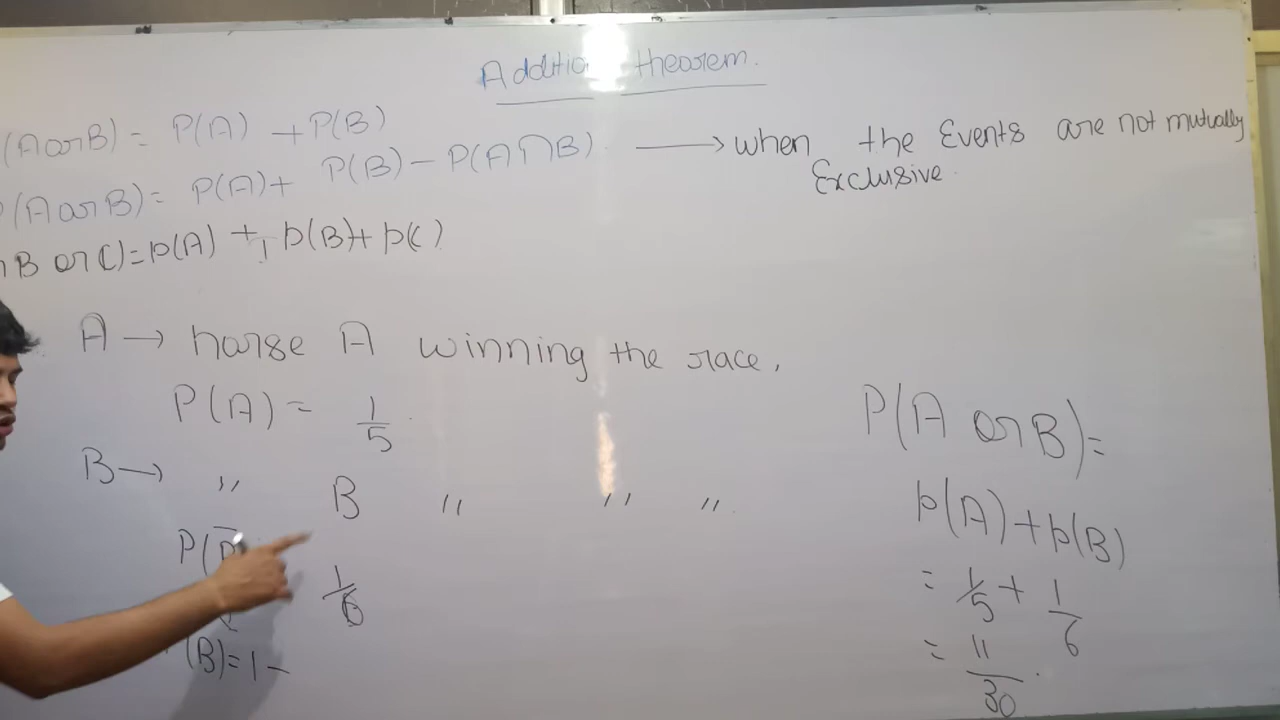 Addition theorem.
(A or B) = P(A) + P(B)
P(A or B) = P(A) + P(B) - P(A∩B) → when the Events are not mutually
Exclusive.
B or C) = p(A) + p(B) + p(C)
A → horse A winning the race,
P(A) = 1/5
B → " B " " "
1/6
(B) = 1 -
P(A or B) =
p(A) + p(B)
= 1/5 + 1/6
= 11/30.